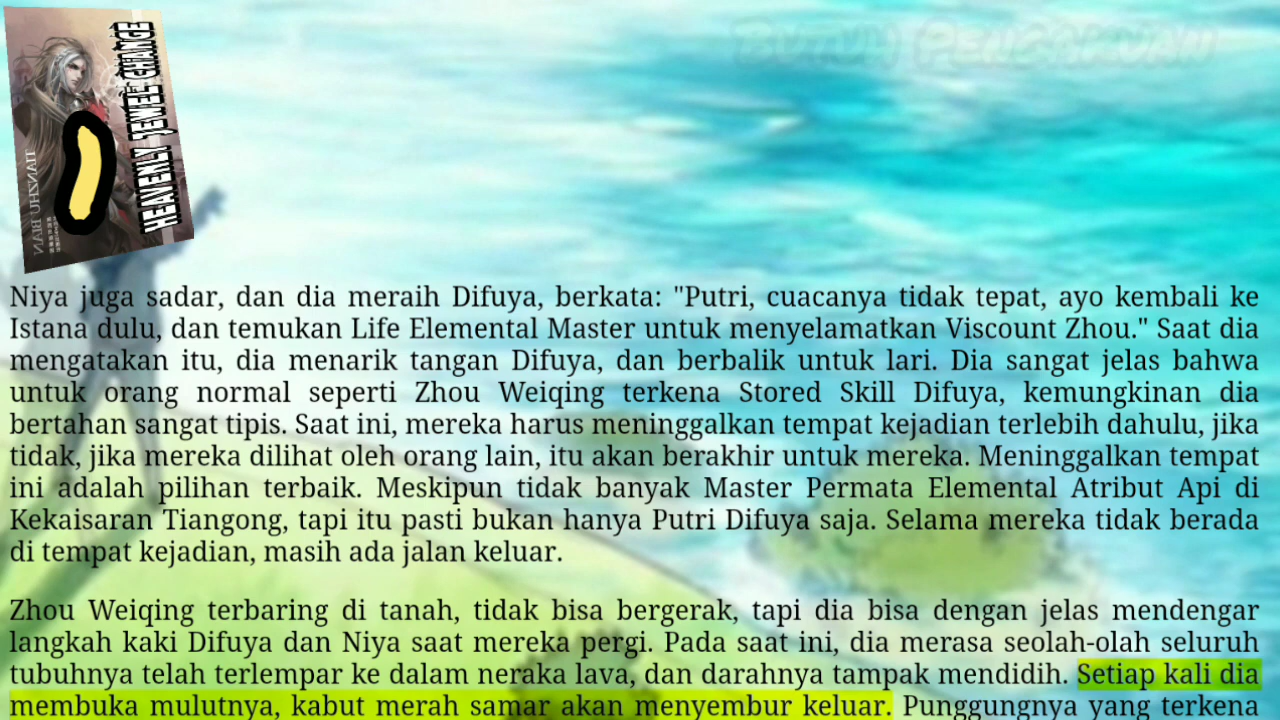 HEAVENLY JEWEL CHANGE
TIANZHU BIAN
Niya juga sadar, dan dia meraih Difuya, berkata: "Putri, cuacanya tidak tepat, ayo kembali ke
Istana dulu, dan temukan Life Elemental Master untuk menyelamatkan Viscount Zhou." Saat dia
mengatakan itu, dia menarik tangan Difuya, dan berbalik untuk lari. Dia sangat jelas bahwa
untuk orang normal seperti Zhou Weiqing terkena Stored Skill Difuya, kemungkinan dia
bertahan sangat tipis. Saat ini, mereka harus meninggalkan tempat kejadian terlebih dahulu, jika
tidak, jika mereka dilihat oleh orang lain, itu akan berakhir untuk mereka. Meninggalkan tempat
ini adalah pilihan terbaik. Meskipun tidak banyak Master Permata Elemental Atribut Api di
Kekaisaran Tiangong, tapi itu pasti bukan hanya Putri Difuya saja. Selama mereka tidak berada
di tempat kejadian, masih ada jalan keluar.
Zhou Weiqing terbaring di tanah, tidak bisa bergerak, tapi dia bisa dengan jelas mendengar
langkah kaki Difuya dan Niya saat mereka pergi. Pada saat ini, dia merasa seolah-olah seluruh
tubuhnya telah terlempar ke dalam neraka lava, dan darahnya tampak mendidih. Setiap kali dia
membuka mulutnya, kabut merah samar akan menyembur keluar. Punggungnya yang terkena